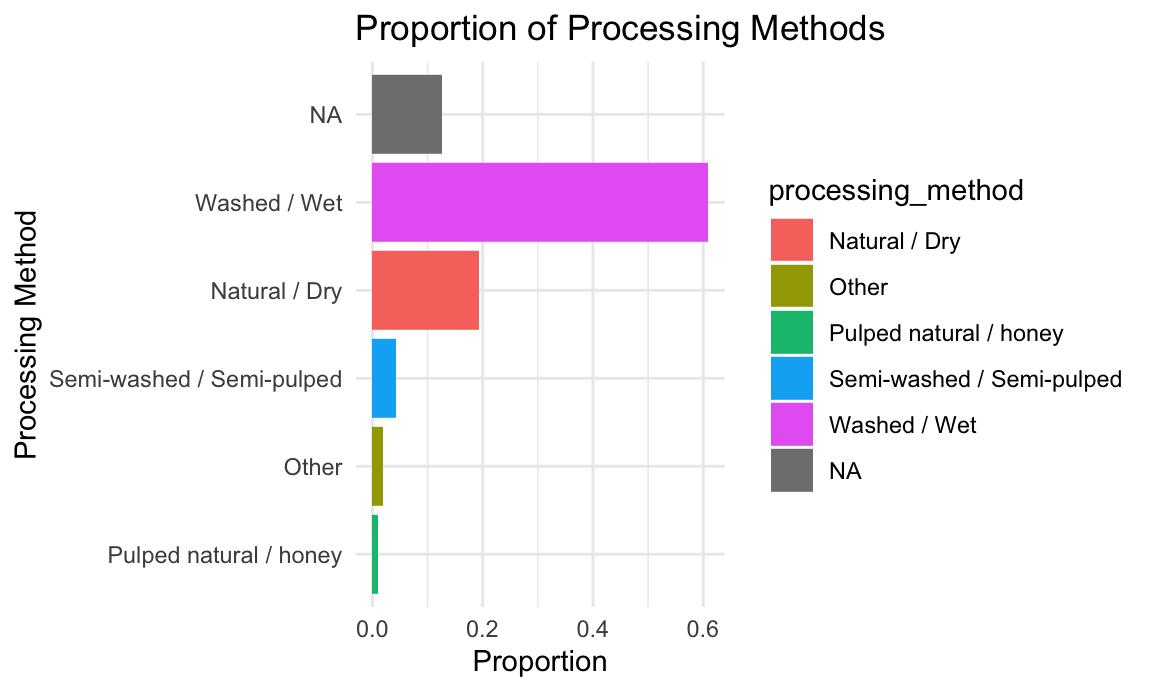 Proportion of Processing Methods
Processing Method
NA
Washed / Wet
Natural / Dry
Semi-washed / Semi-pulped
Other
Pulped natural / honey
0.0 0.2 0.4 0.6
Proportion
processing_method
Natural / Dry
Other
Pulped natural / honey
Semi-washed / Semi-pulped
Washed / Wet
NA